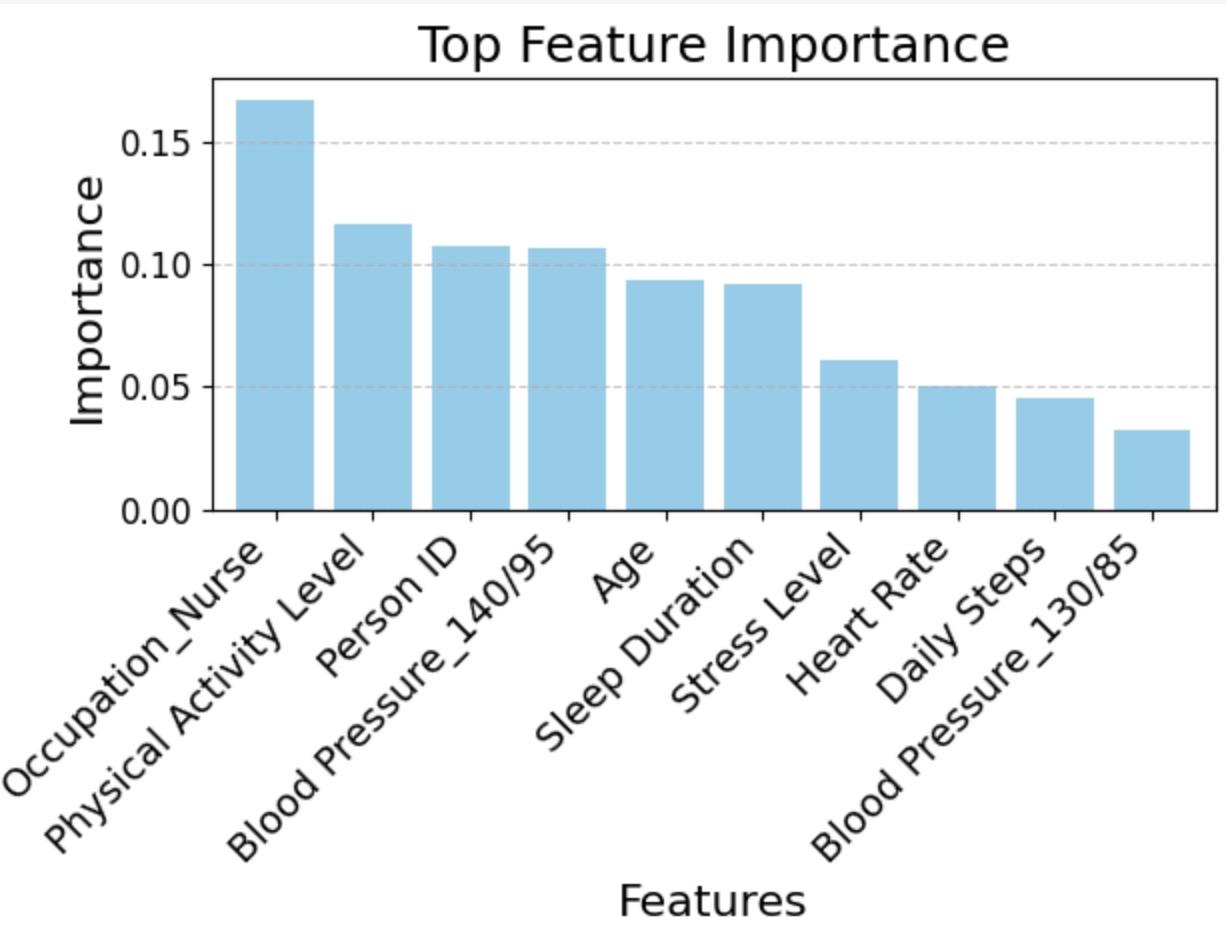 Top Feature Importance
Importance
0.15
0.10
0.05
0.00
Occupation_Nurse
Physical Activity Level
Person ID
Blood Pressure_140/95
Age
Sleep Duration
Stress Level
Heart Rate
Daily Steps
Blood Pressure_130/85
Features